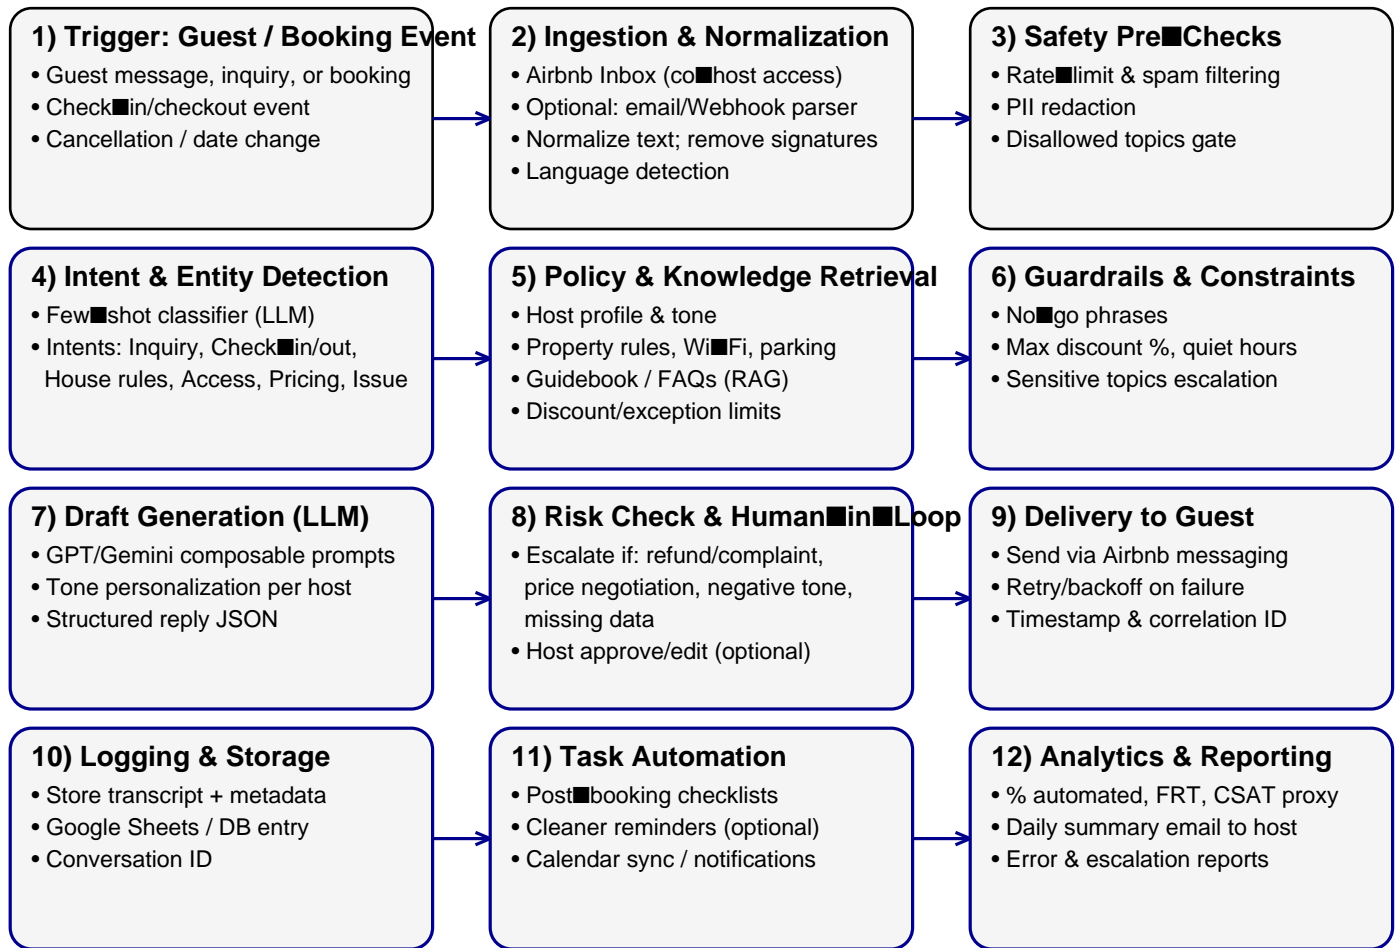 1) Trigger: Guest / Booking Event
• Guest message, inquiry, or booking
• Check■in/checkout event
• Cancellation / date change
2) Ingestion & Normalization
• Airbnb Inbox (co■host access)
• Optional: email/Webhook parser
• Normalize text; remove signatures
• Language detection
3) Safety Pre■Checks
• Rate■limit & spam filtering
• PII redaction
• Disallowed topics gate
4) Intent & Entity Detection
• Few■shot classifier (LLM)
• Intents: Inquiry, Check■in/out,
House rules, Access, Pricing, Issue
5) Policy & Knowledge Retrieval
• Host profile & tone
• Property rules, Wi■Fi, parking
• Guidebook / FAQs (RAG)
• Discount/exception limits
6) Guardrails & Constraints
• No■go phrases
• Max discount %, quiet hours
• Sensitive topics escalation
7) Draft Generation (LLM)
• GPT/Gemini composable prompts
• Tone personalization per host
• Structured reply JSON
8) Risk Check & Human■in■Loop
• Escalate if: refund/complaint,
price negotiation, negative tone,
missing data
• Host approve/edit (optional)
9) Delivery to Guest
• Send via Airbnb messaging
• Retry/backoff on failure
• Timestamp & correlation ID
10) Logging & Storage
• Store transcript + metadata
• Google Sheets / DB entry
• Conversation ID
11) Task Automation
• Post■booking checklists
• Cleaner reminders (optional)
• Calendar sync / notifications
12) Analytics & Reporting
• % automated, FRT, CSAT proxy
• Daily summary email to host
• Error & escalation reports